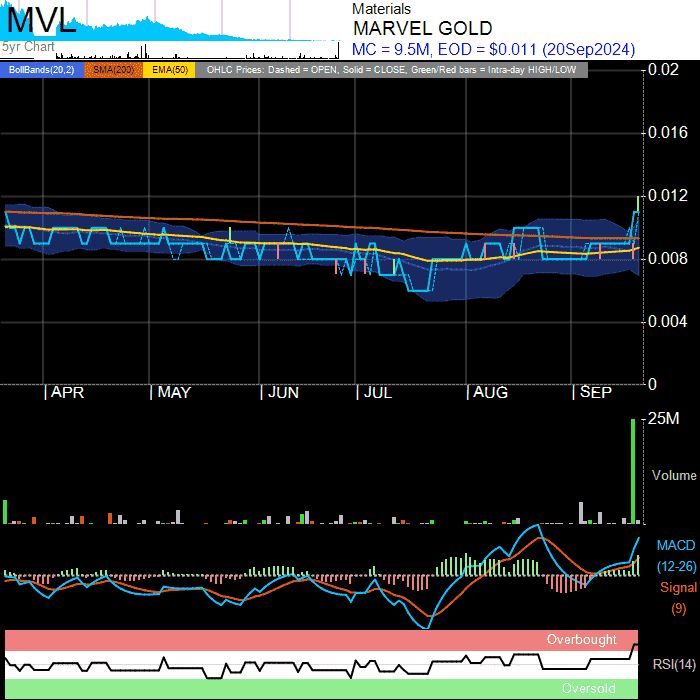 MVL
5yr Chart
Materials
MARVEL GOLD
MC = 9.5M, EOD = $0.011 (20Sep2024)
BollBands(20,2) SMA(200) EMA(50) OHLC Prices: Dashed = OPEN, Solid = CLOSE, Green/Red bars = Intra-day HIGH/LOW
0.02
0.016
0.012
0.008
0.004
0
| APR | MAY | JUN | JUL | AUG | SEP
25M
Volume
MACD
(12-26)
Signal
(9)
Overbought
RSI(14)
Oversold